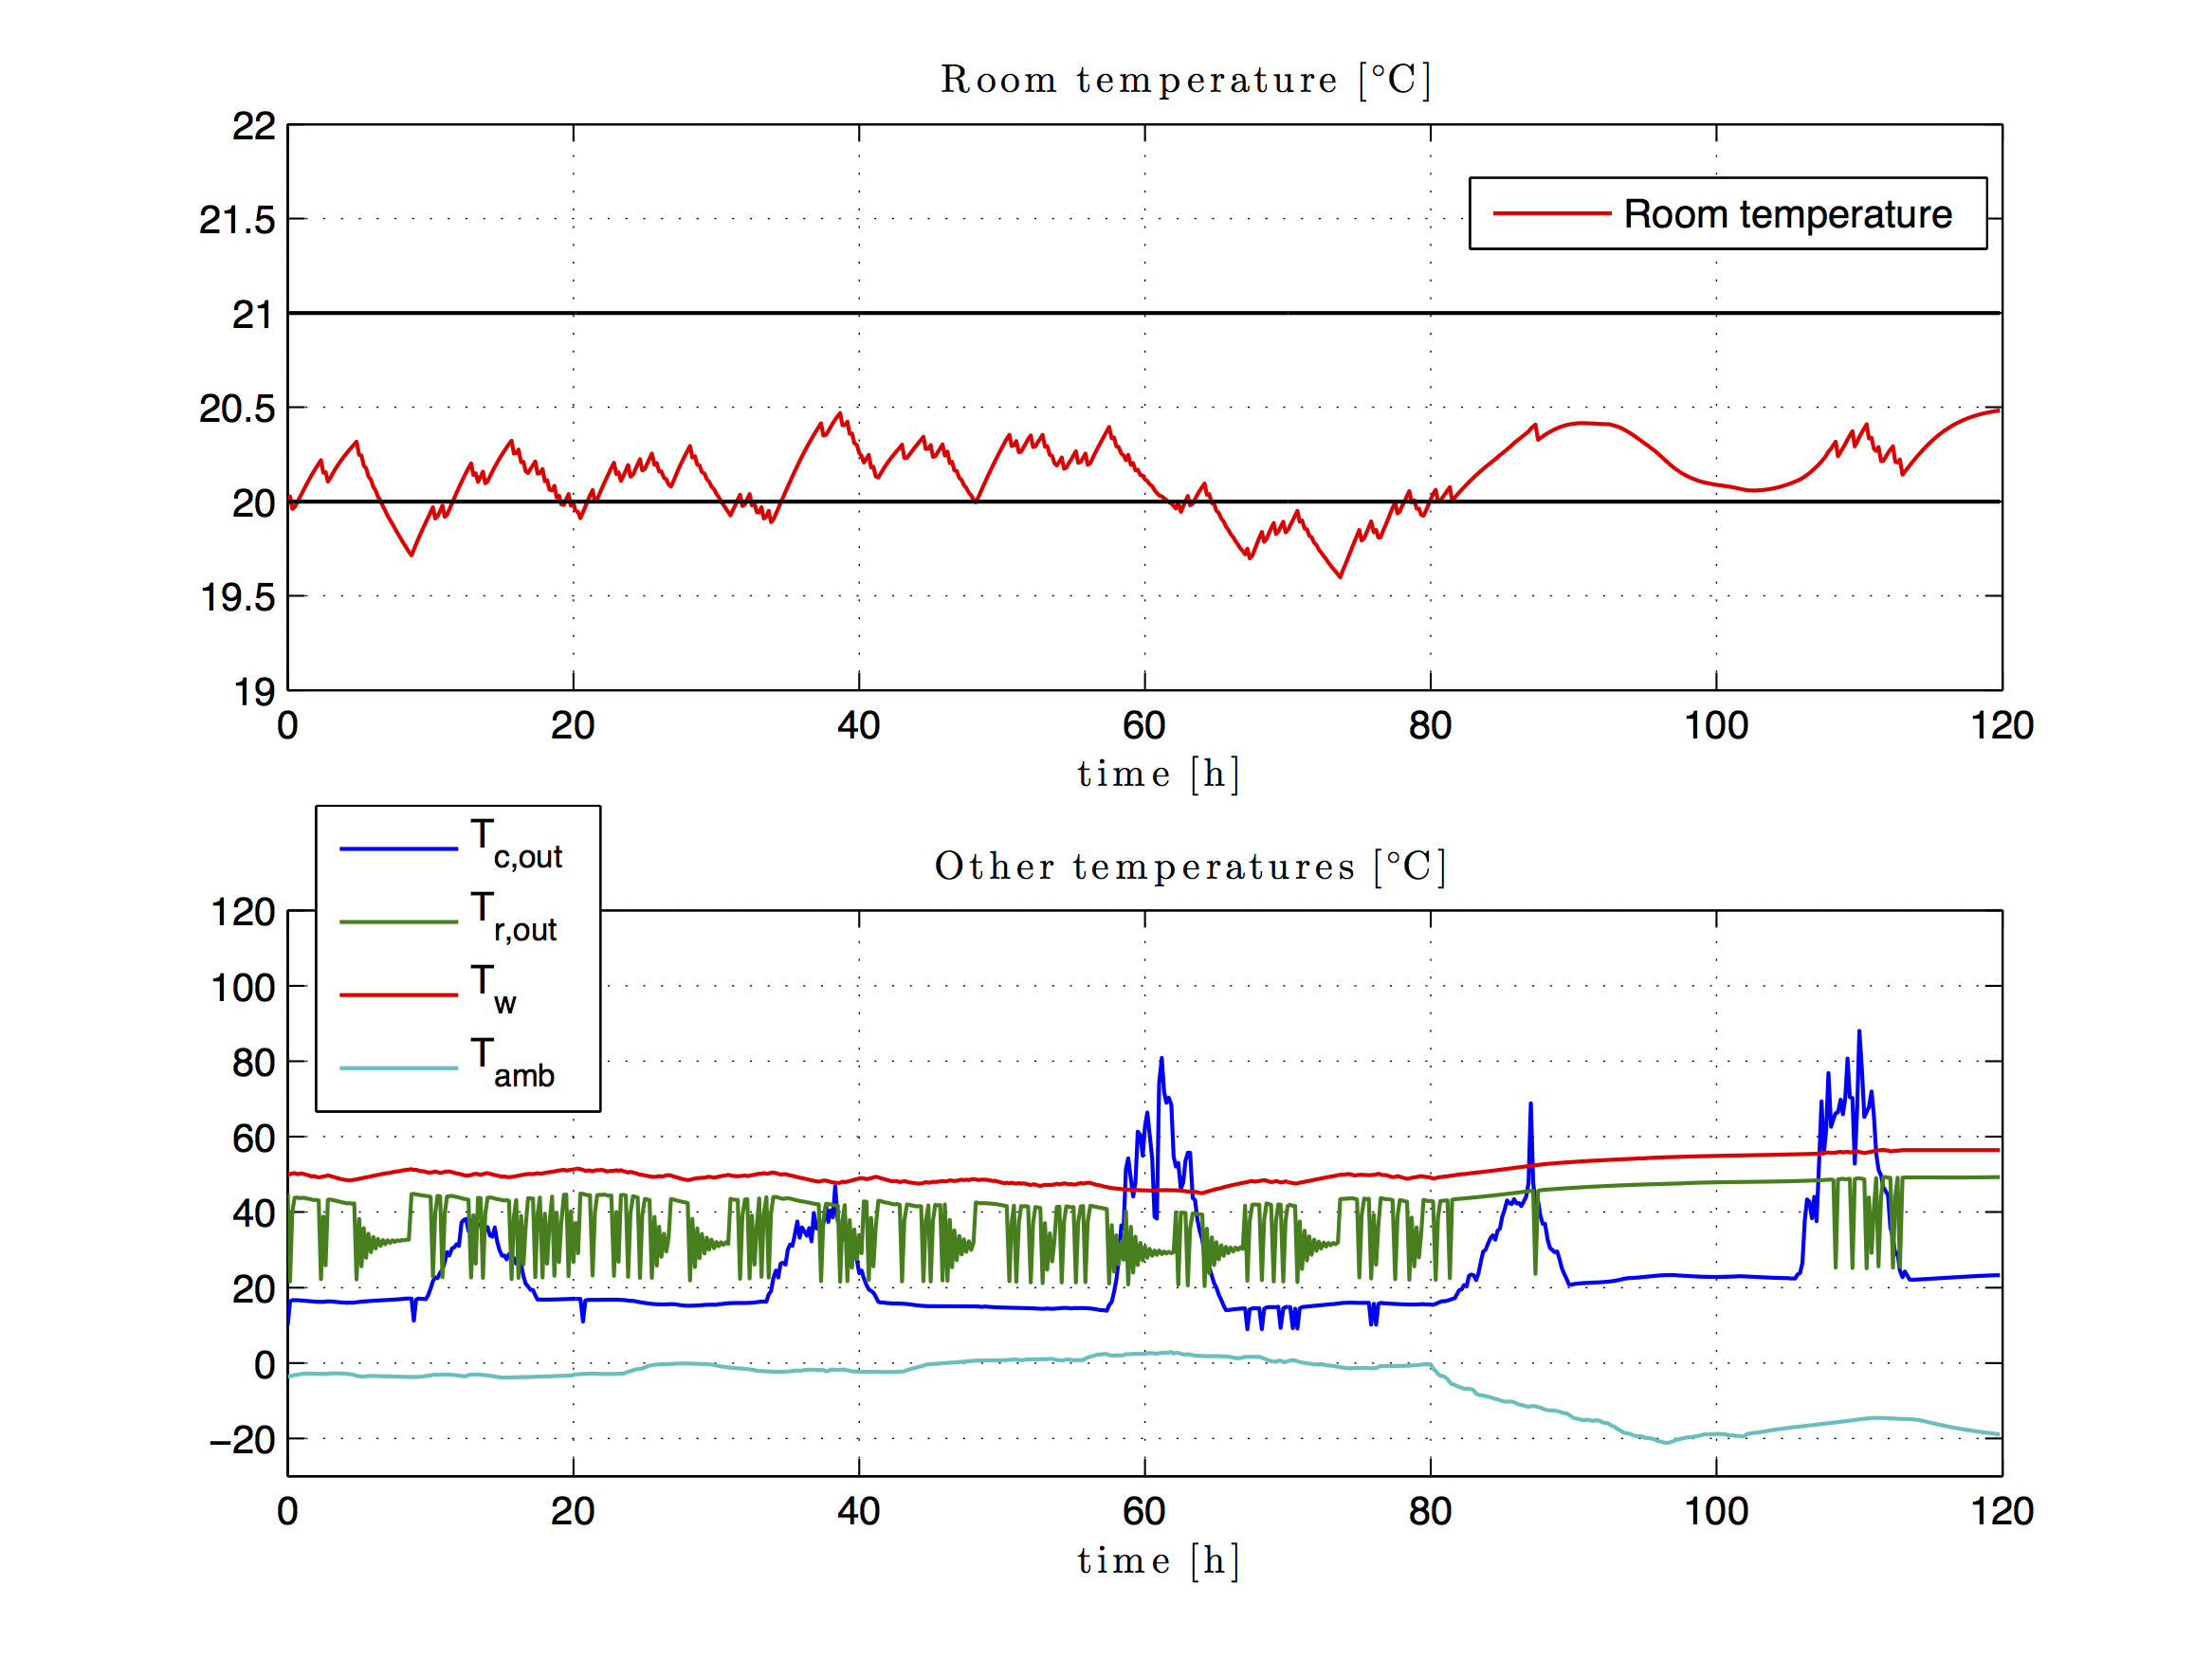 Room temperature [°C]
22
21.5
21
20.5
20
19.5
19
Room temperature
0 20 40 60 80 100 120
time [h]
T c,out
T r,out
T w
T amb
Other temperatures [°C]
120
100
80
60
40
20
0
−20
0 20 40 60 80 100 120
time [h]